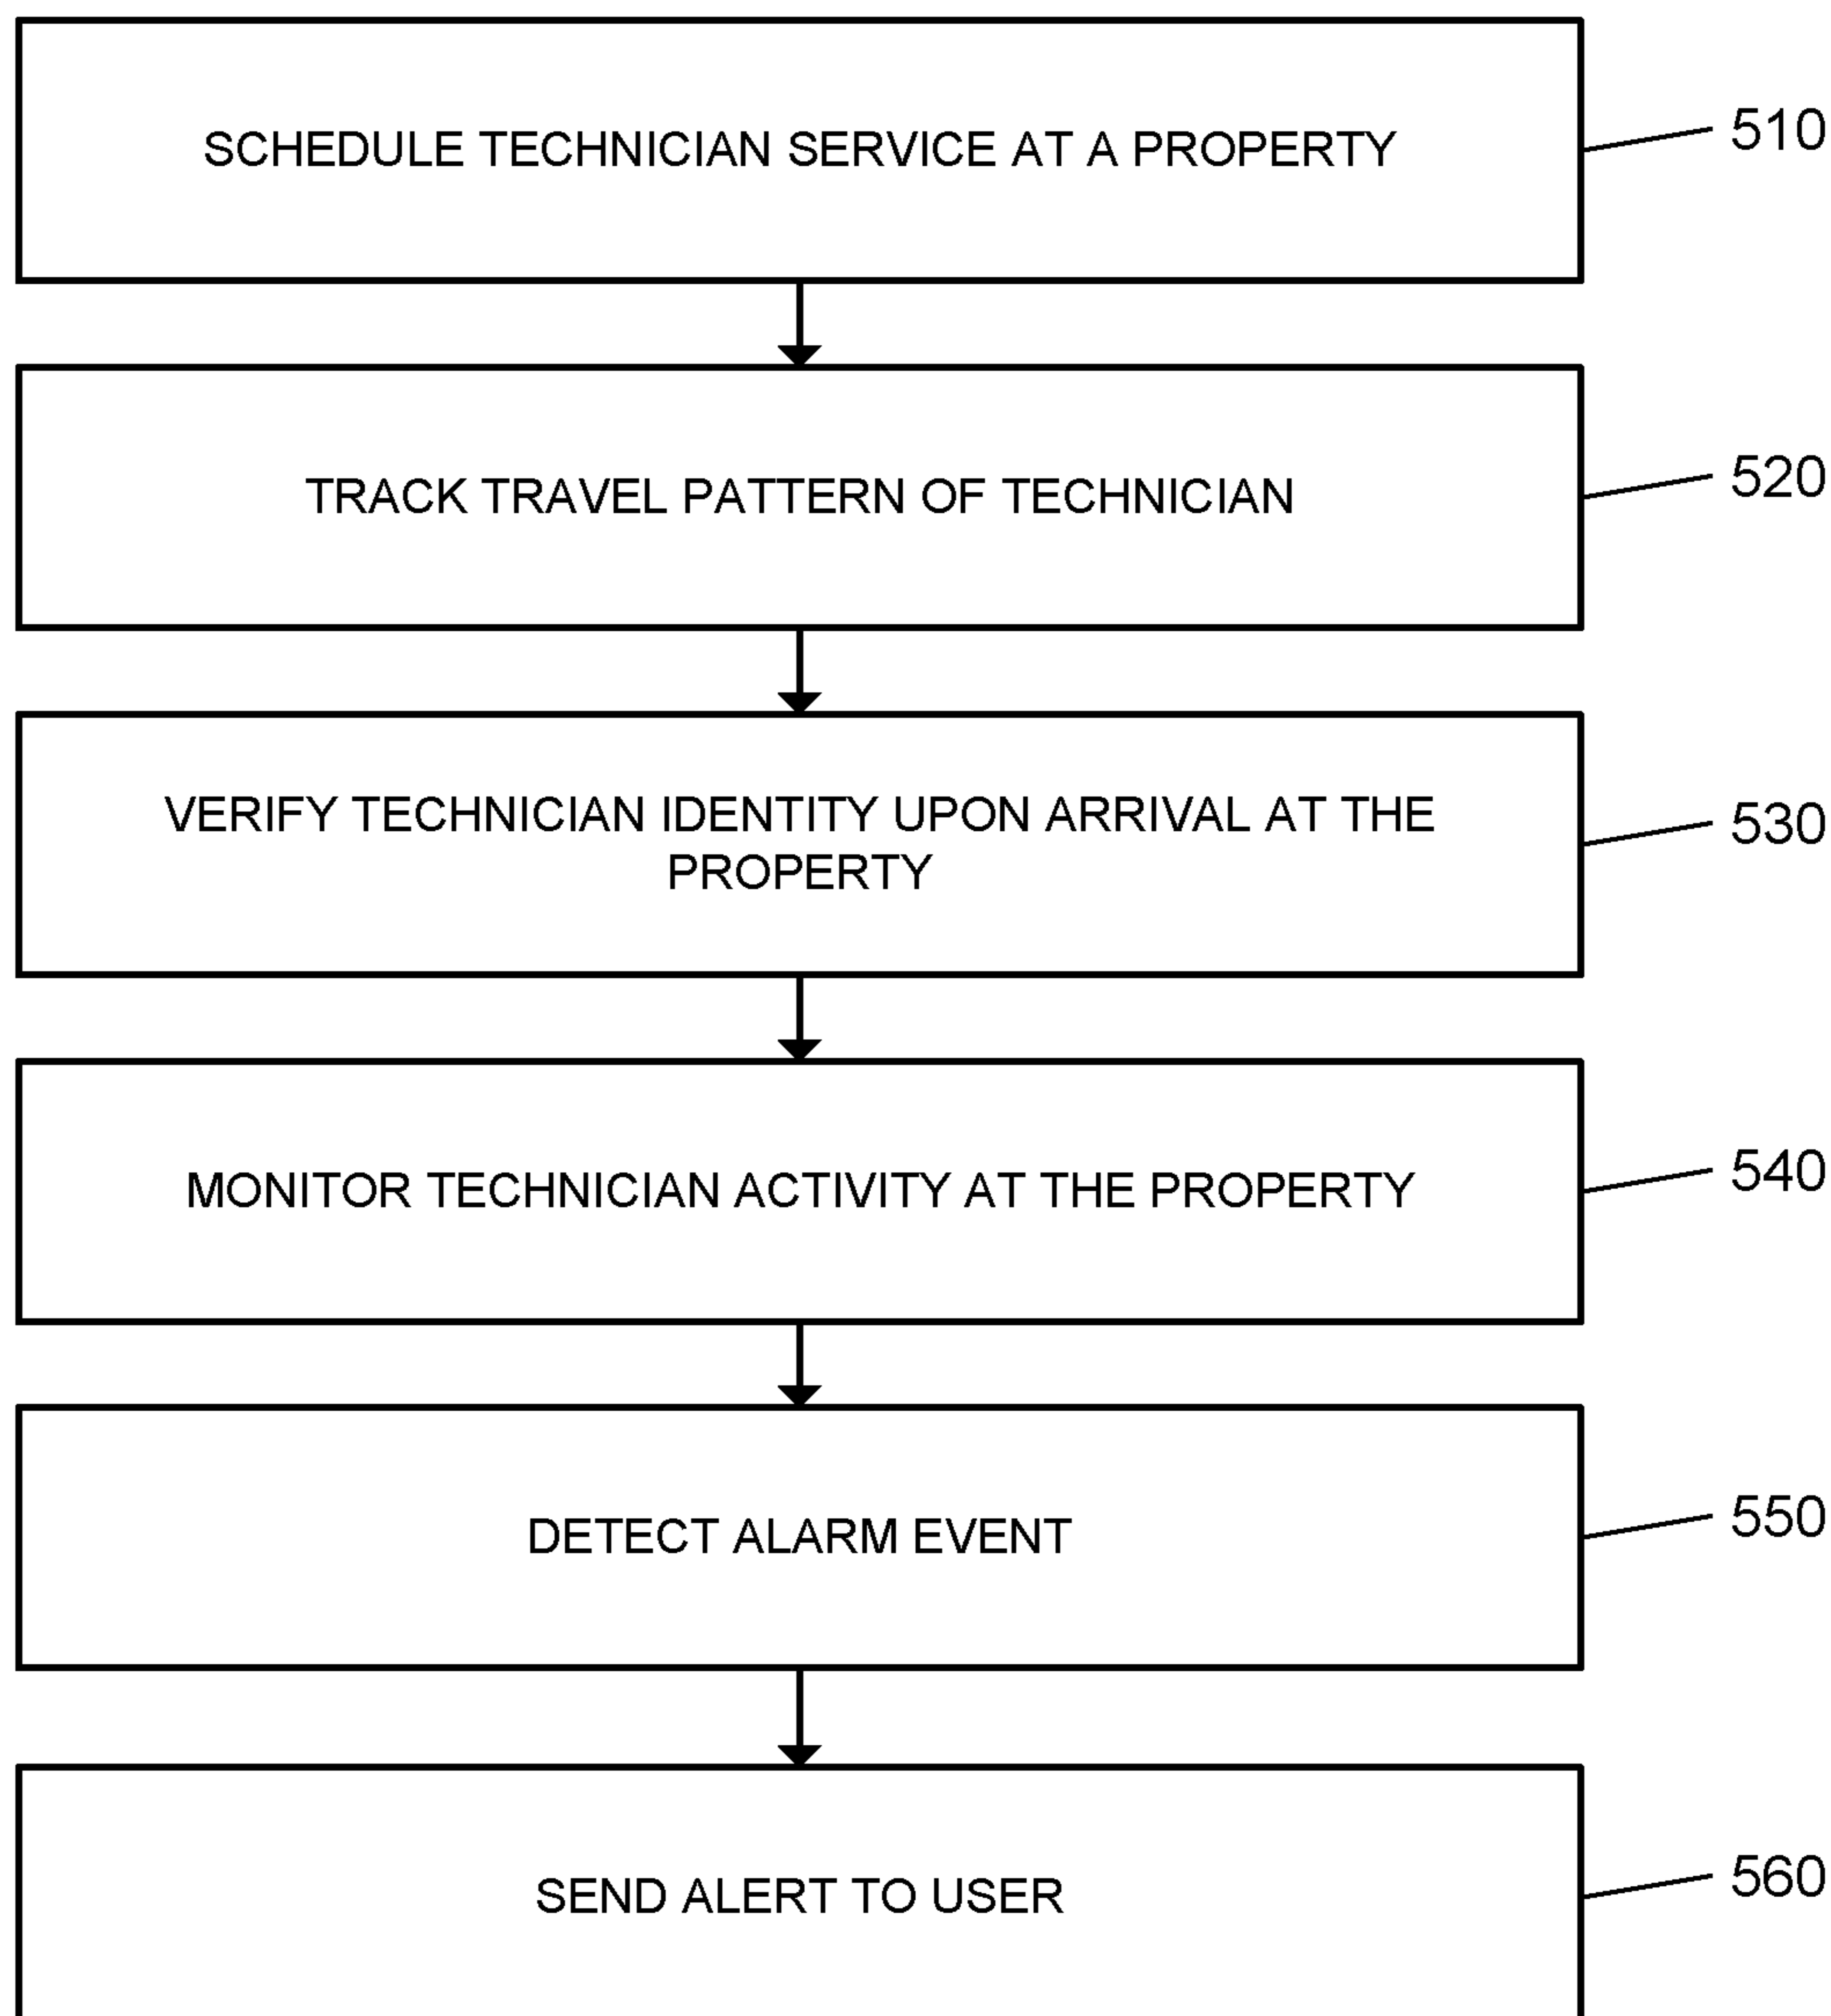 SCHEDULE TECHNICIAN SERVICE AT A PROPERTY
510
TRACK TRAVEL PATTERN OF TECHNICIAN
520
VERIFY TECHNICIAN IDENTITY UPON ARRIVAL AT THE
PROPERTY
530
MONITOR TECHNICIAN ACTIVITY AT THE PROPERTY
540
DETECT ALARM EVENT
550
SEND ALERT TO USER
560